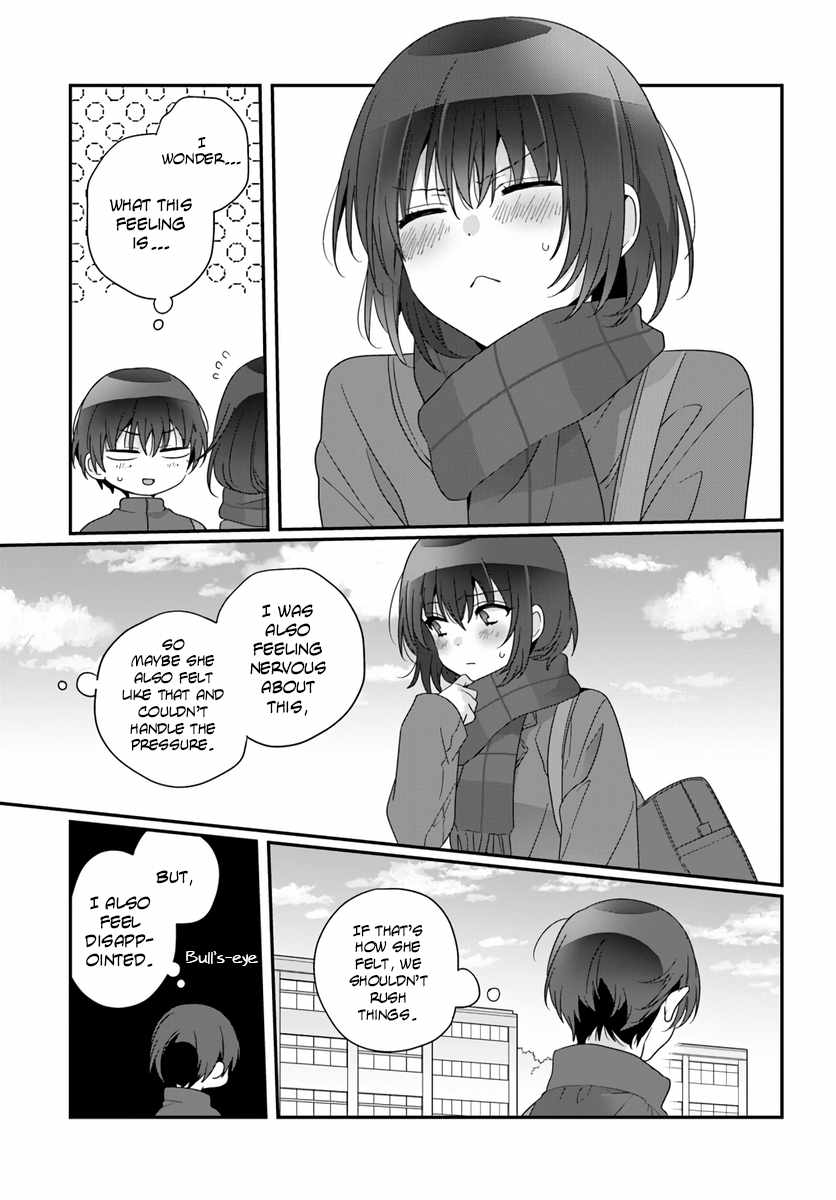 I
WONDER...
WHAT THIS
FEELING
IS...
I WAS
ALSO
FEELING
NERVOUS
ABOUT
THIS,
SO
MAYBE SHE
ALSO FELT
LIKE THAT AND
COULDN'T
HANDLE THE
PRESSURE.
IF THAT'S
HOW SHE
FELT, WE
SHOULDN'T
RUSH
THINGS.
BUT,
I ALSO
FEEL
DISAPP-
OINTED.
Bull's-eye